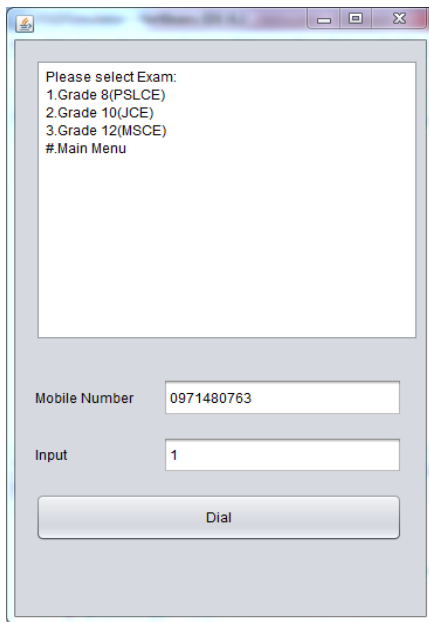 Please select Exam:
1.Grade 8(PSLCE)
2.Grade 10(JCE)
3.Grade 12(MSCE)
#.Main Menu
Mobile Number
0971480763
Input
1
Dial